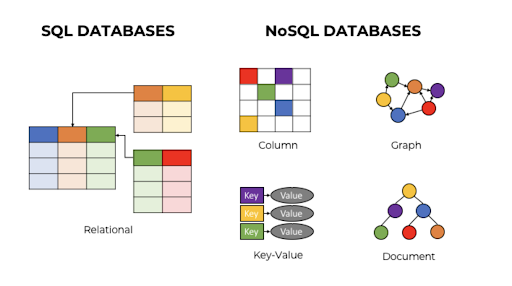 SQL DATABASES
NoSQL DATABASES
Relational
Column
Graph
Key Value
Key Value
Key Value
Key-Value
Document